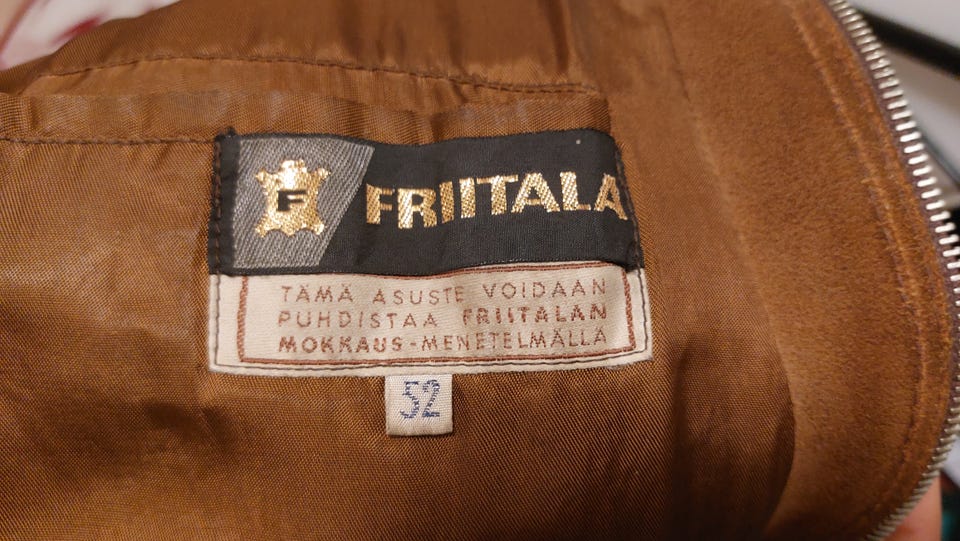 F
FRIITALA
TÄMÄ ASUSTE VOIDAAN
PUHDISTAA FRIITALAN
MOKKAUS-MENETELMÄLLÄ
52